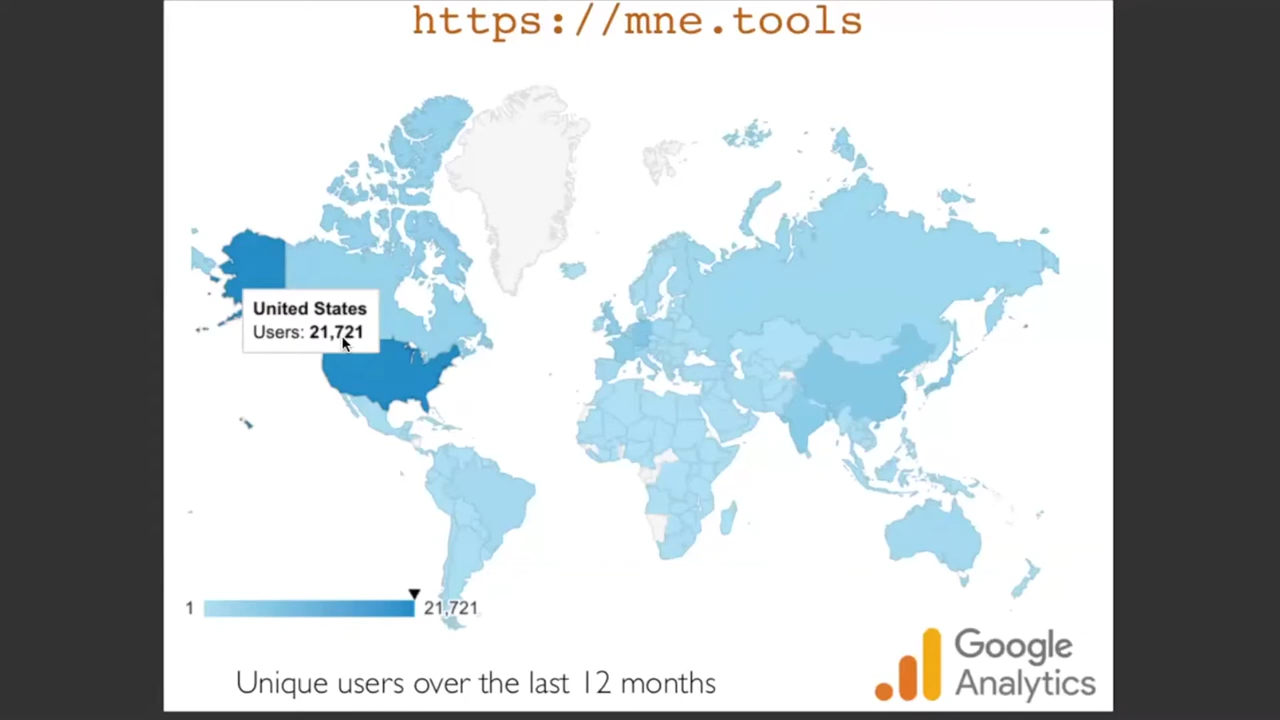 https://mne.tools
United States
Users: 21,721
1
21,721
Unique users over the last 12 months
Google
Analytics